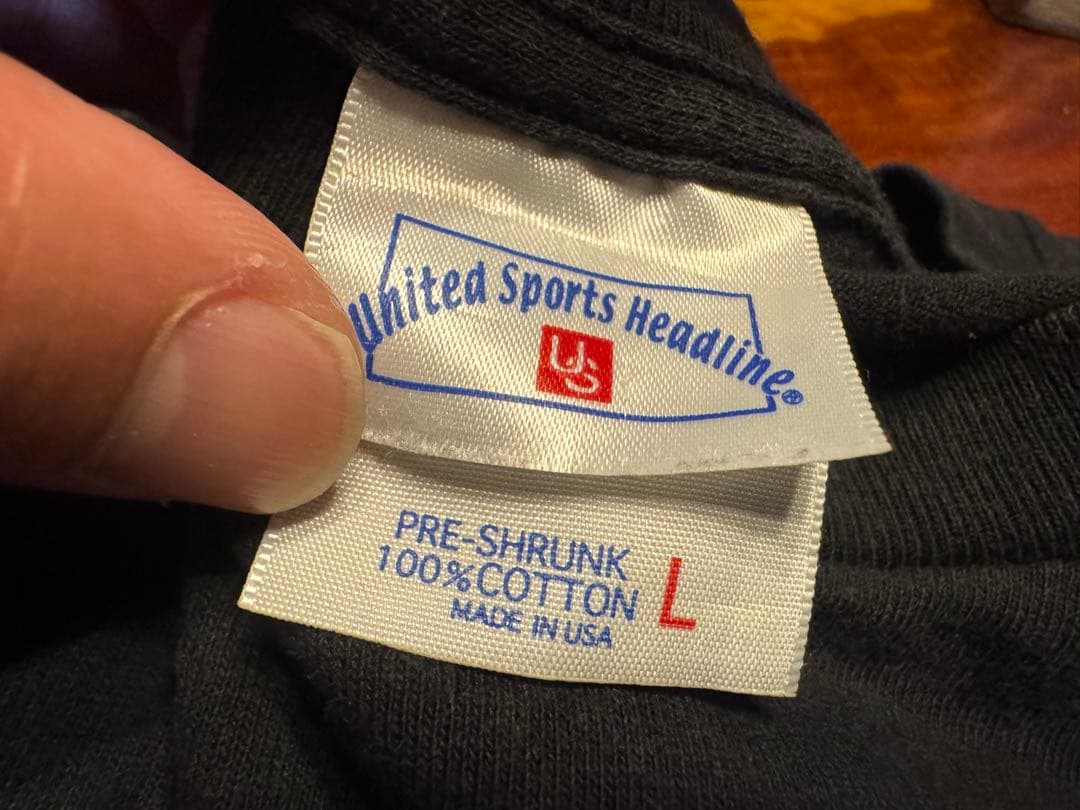 United Sports Headline®
US
PRE-SHRUNK
100% COTTON
MADE IN USA
L